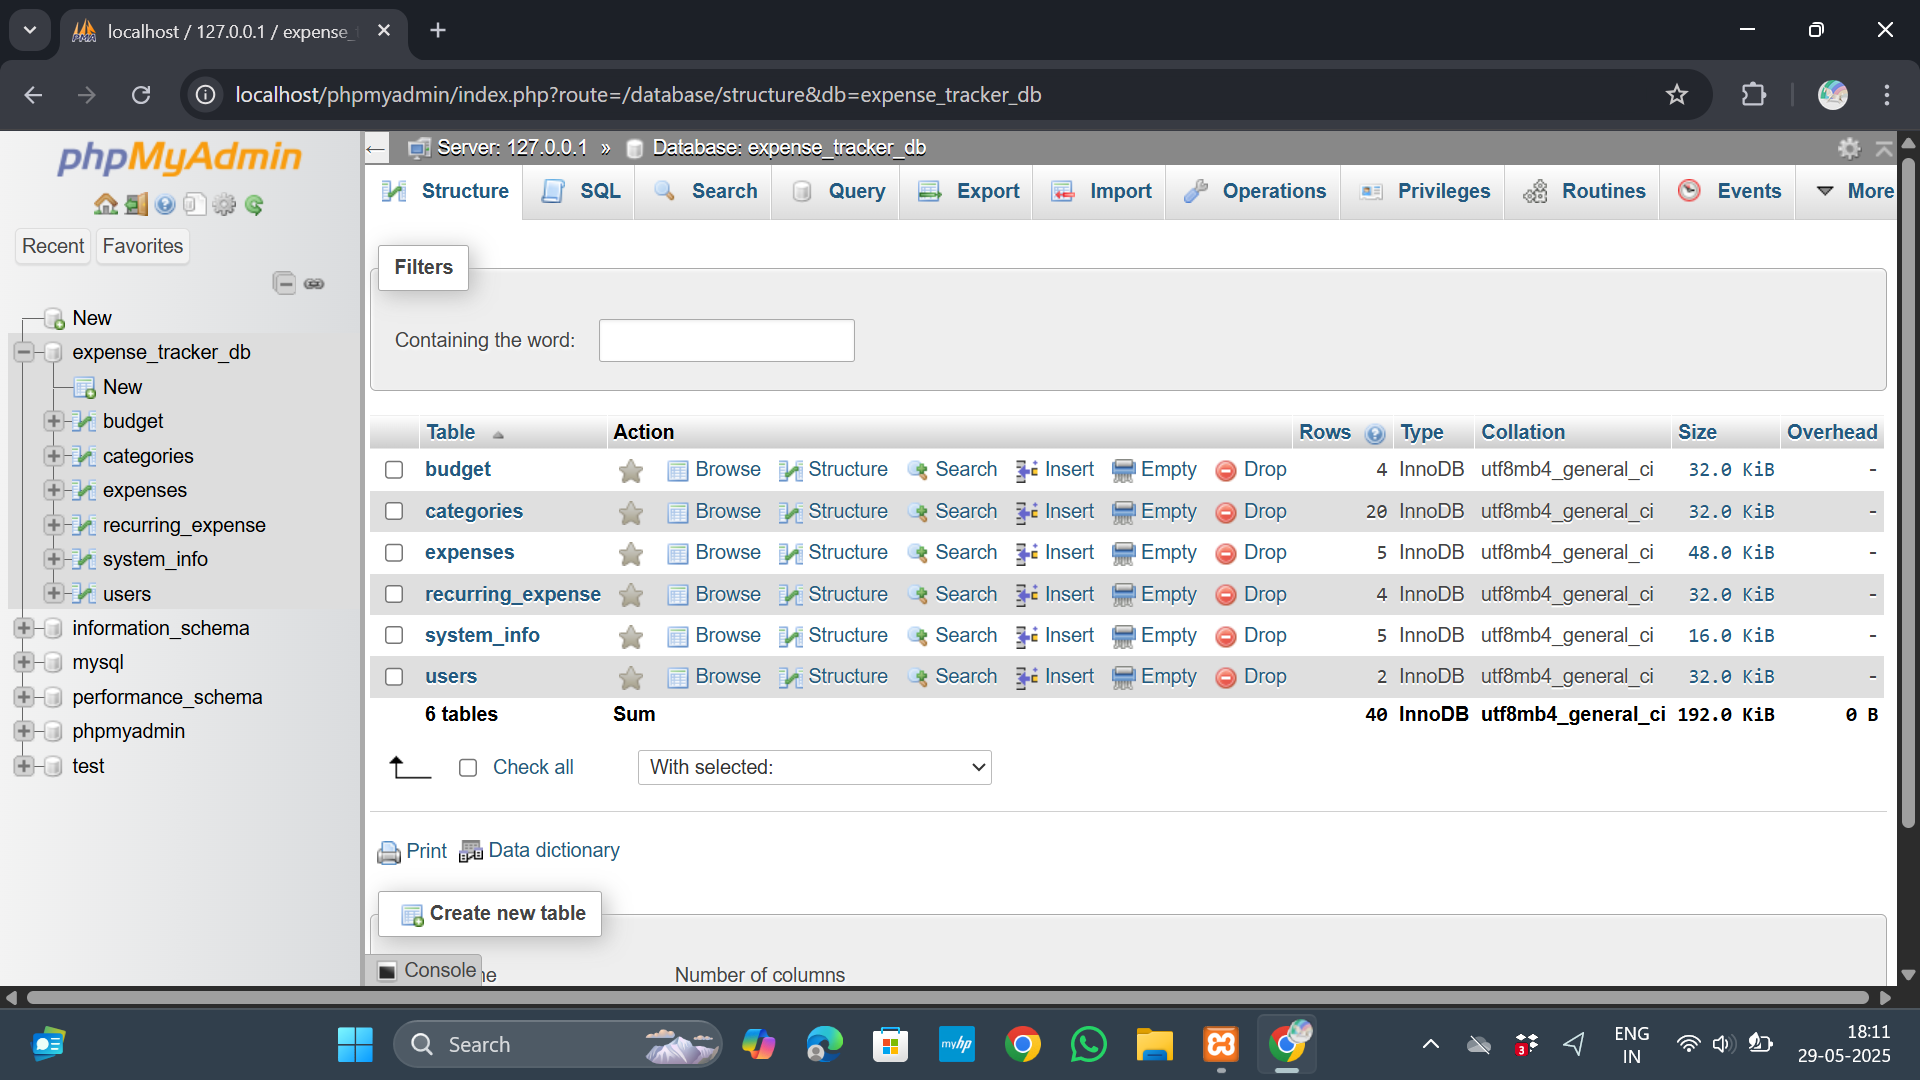 localhost / 127.0.0.1 / expense_
localhost/phpmyadmin/index.php?route=/database/structure&db=expense_tracker_db
phpMyAdmin
Recent Favorites
New
expense_tracker_db
New
budget
categories
expenses
recurring_expense
system_info
users
information_schema
mysql
performance_schema
phpmyadmin
test
Server: 127.0.0.1 » Database: expense_tracker_db
Structure SQL Search Query Export Import Operations Privileges Routines Events More
Filters
Containing the word:
Table Action Rows Type Collation Size Overhead
budget Browse Structure Search Insert Empty Drop 4 InnoDB utf8mb4_general_ci 32.0 KiB -
categories Browse Structure Search Insert Empty Drop 20 InnoDB utf8mb4_general_ci 32.0 KiB -
expenses Browse Structure Search Insert Empty Drop 5 InnoDB utf8mb4_general_ci 48.0 KiB -
recurring_expense Browse Structure Search Insert Empty Drop 4 InnoDB utf8mb4_general_ci 32.0 KiB -
system_info Browse Structure Search Insert Empty Drop 5 InnoDB utf8mb4_general_ci 16.0 KiB -
users Browse Structure Search Insert Empty Drop 2 InnoDB utf8mb4_general_ci 32.0 KiB -
6 tables Sum 40 InnoDB utf8mb4_general_ci 192.0 KiB 0 B
Check all With selected:
Print Data dictionary
Create new table
Console
Number of columns
Search
myhp
3
ENG
IN
18:11
29-05-2025